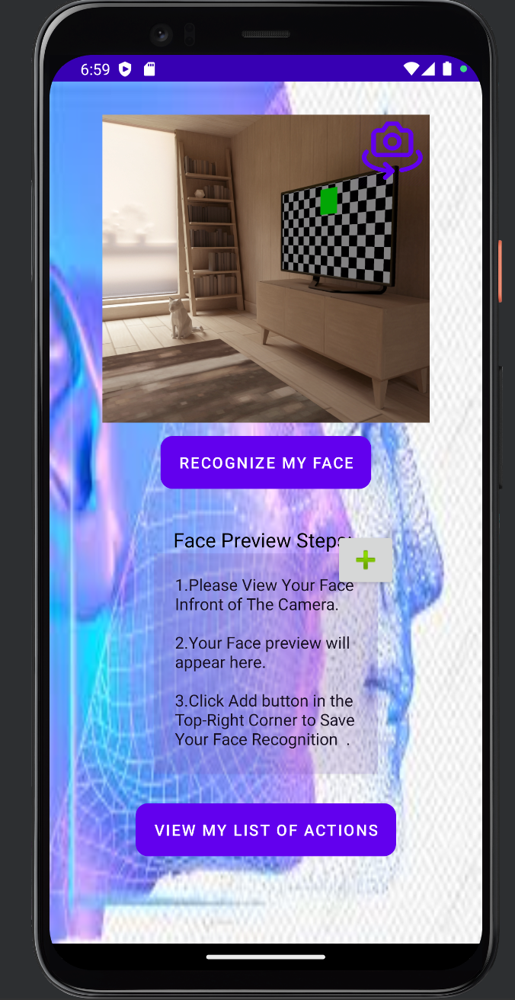 6:59
RECOGNIZE MY FACE
Face Preview Steps:
1.Please View Your Face
Infront of The Camera.
2.Your Face preview will
appear here.
3.Click Add button in the
Top-Right Corner to Save
Your Face Recognition  .
VIEW MY LIST OF ACTIONS